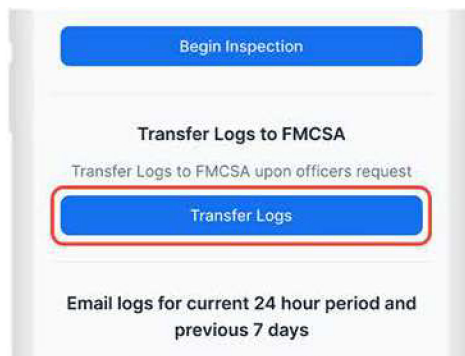 Begin Inspection
Transfer Logs to FMCSA
Transfer Logs to FMCSA upon officers request
Transfer Logs
Email logs for current 24 hour period and
previous 7 days